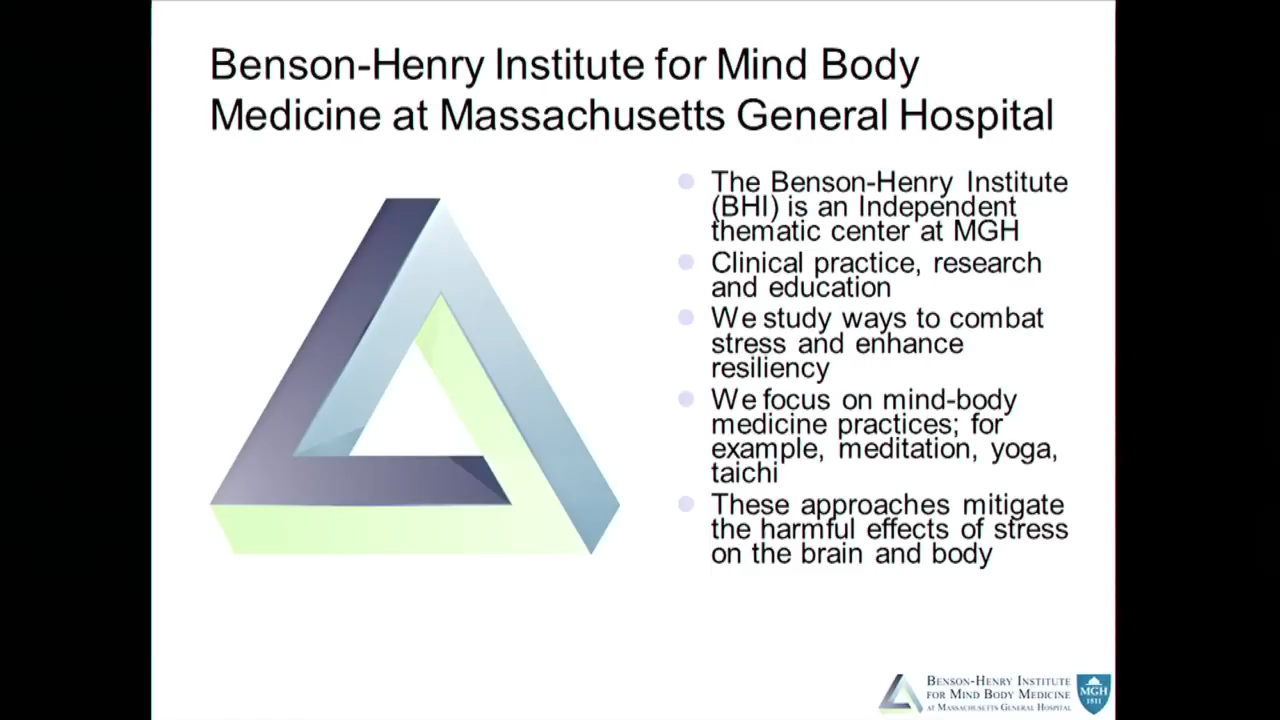 Benson-Henry Institute for Mind Body
Medicine at Massachusetts General Hospital
The Benson-Henry Institute
(BHI) is an Independent
thematic center at MGH
Clinical practice, research
and education
We study ways to combat
stress and enhance
resiliency
We focus on mind-body
medicine practices; for
example, meditation, yoga,
taichi
These approaches mitigate
the harmful effects of stress
on the brain and body
BENSON-HENRY INSTITUTE
FOR MIND BODY MEDICINE
AT MASSACHUSETTS GENERAL HOSPITAL
MGH
1811